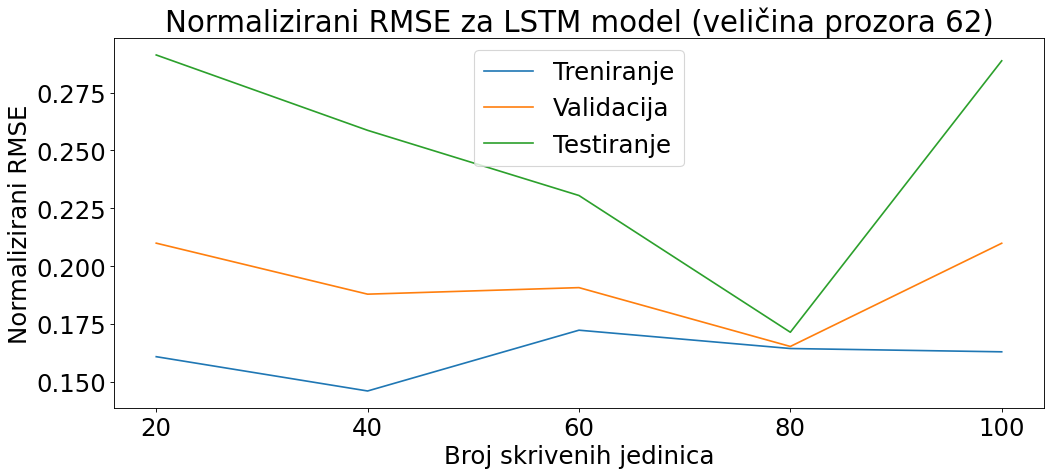 Normalizirani RMSE za LSTM model (veličina prozora 62)
Treniranje
Validacija
Testiranje
Normalizirani RMSE
0.275
0.250
0.225
0.200
0.175
0.150
20 40 60 80 100
Broj skrivenih jedinica